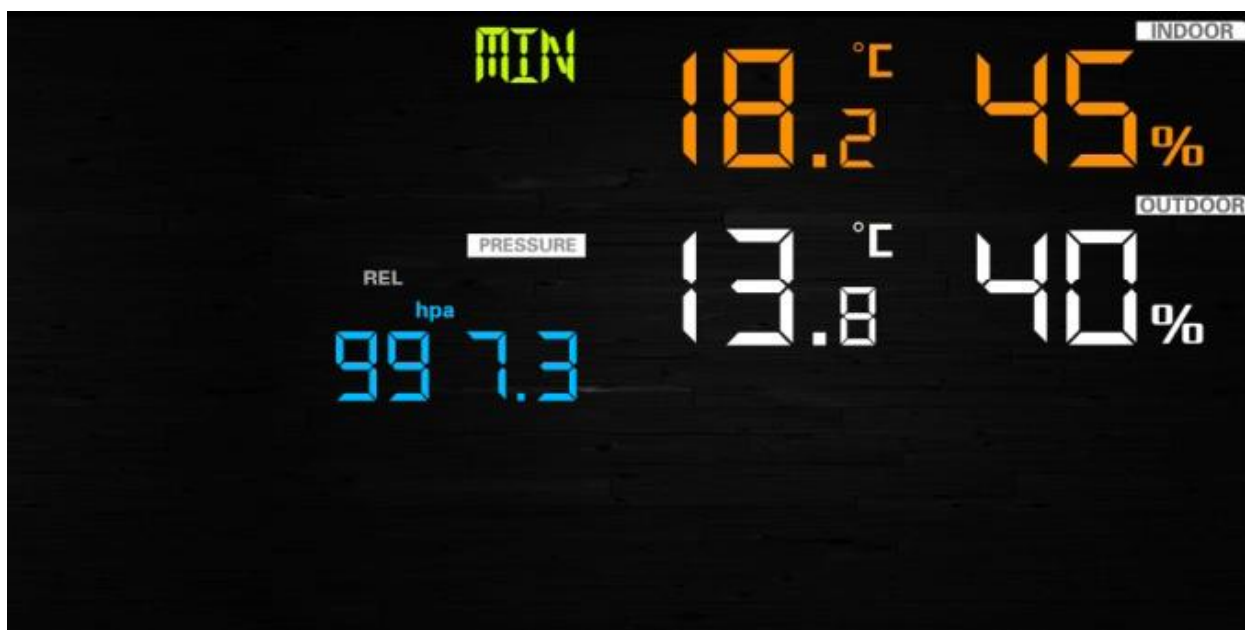 MIN
18.2 °C 45% INDOOR
PRESSURE
REL
hpa
997.3
13.8 °C 40% OUTDOOR